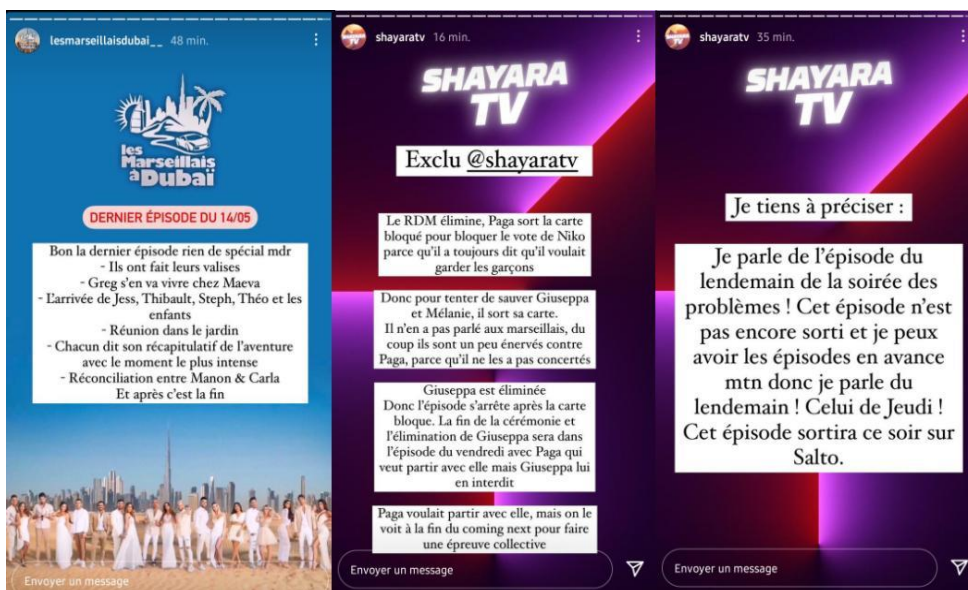 lesmarseillaisdubai__ 48 min.
les
Marseillais
à Dubaï
DERNIER ÉPISODE DU 14/05
Bon la dernier épisode rien de spécial mdr
- Ils ont fait leurs valises
- Greg s'en va vivre chez Maeva
- L'arrivée de Jess, Thibault, Steph, Théo et les
enfants
- Réunion dans le jardin
- Chacun dit son récapitulatif de l'aventure
avec le moment le plus intense
- Réconciliation entre Manon & Carla
Et après c'est la fin
Envoyer un message
shayaratv 16 min.
SHAYARA
TV
Exclu @shayaratv
Le RDM élimine, Paga sort la carte
bloqué pour bloquer le vote de Niko
parce qu'il a toujours dit qu'il voulait
garder les garçons
Donc pour tenter de sauver Giuseppa
et Mélanie, il sort sa carte.
Il n'en a pas parlé aux marseillais, du
coup ils sont un peu énervés contre
Paga, parce qu'il ne les a pas concertés
Giuseppa est éliminée
Donc l'épisode s'arrête après la carte
bloque. La fin de la cérémonie et
l'élimination de Giuseppa sera dans
l'épisode du vendredi avec Paga qui
veut partir avec elle mais Giuseppa lui
en interdit
Paga voulait partir avec elle, mais on le
voit à la fin du coming next pour faire
une épreuve collective
Envoyer un message
shayaratv 35 min.
SHAYARA
TV
Je tiens à préciser :
Je parle de l'épisode du
lendemain de la soirée des
problèmes ! Cet épisode n'est
pas encore sorti et je peux
avoir les épisodes en avance
mtn donc je parle du
lendemain ! Celui de Jeudi !
Cet épisode sortira ce soir sur
Salto.
Envoyer un message